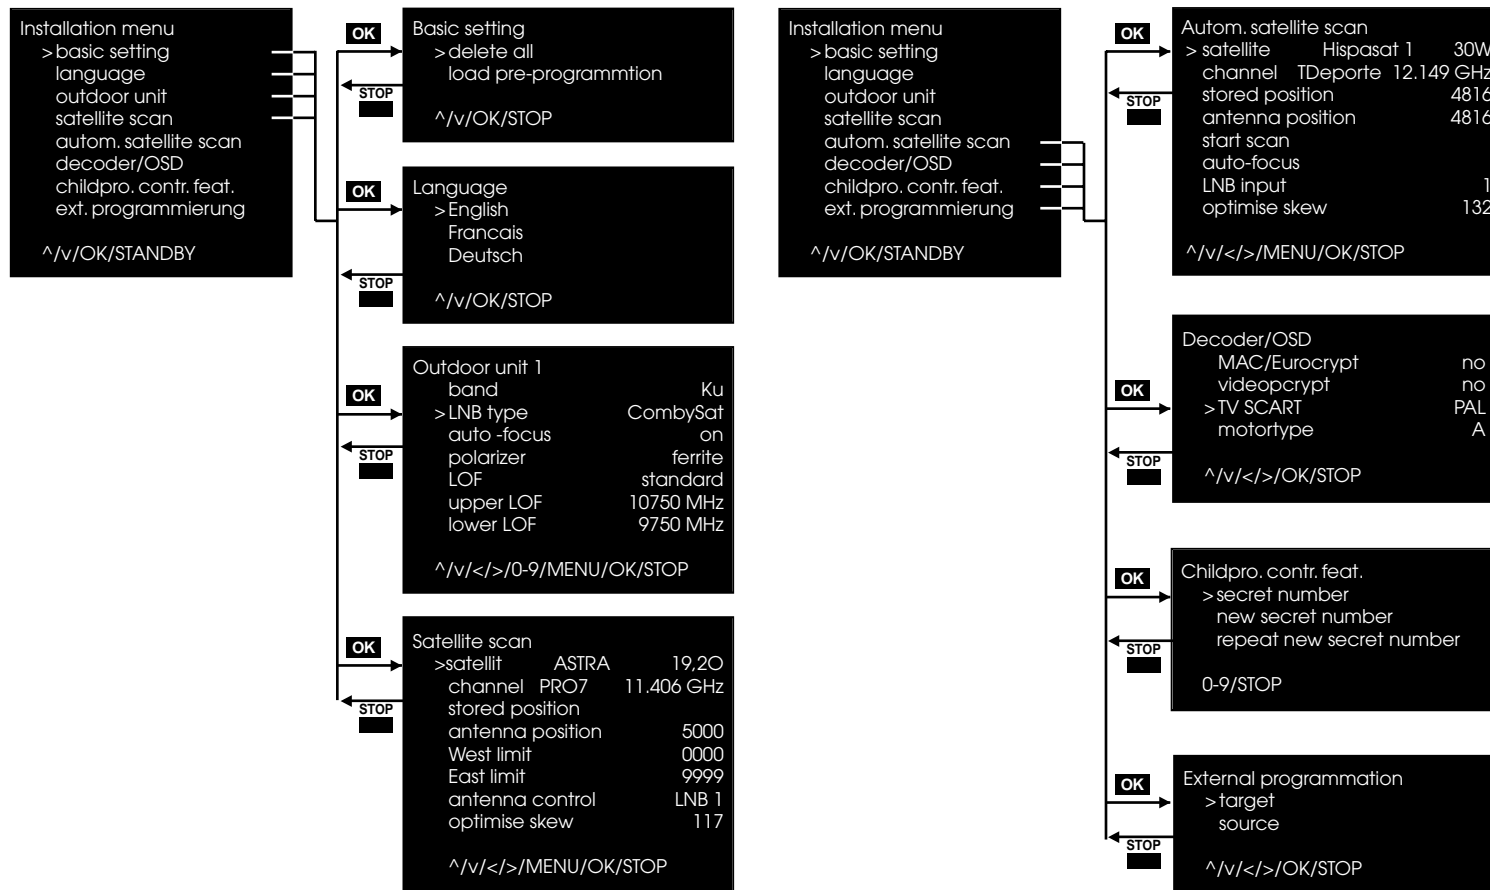 Installation menu
> basic setting
language
outdoor unit
satellite scan
autom. satellite scan
decoder/OSD
childpro. contr. feat.
ext. programmierung
^/v/OK/STANDBY
OK
STOP
Basic setting
> delete all
load pre-programmtion
^/v/OK/STOP
OK
STOP
Language
> English
Francais
Deutsch
^/v/OK/STOP
OK
STOP
Outdoor unit 1
band Ku
> LNB type CombySat
auto -focus on
polarizer ferrite
LOF standard
upper LOF 10750 MHz
lower LOF 9750 MHz
^/v/</>/0-9/MENU/OK/STOP
OK
STOP
Satellite scan
>satellit ASTRA 19,2O
channel PRO7 11.406 GHz
stored position
antenna position 5000
West limit 0000
East limit 9999
antenna control LNB 1
optimise skew 117
^/v/</>/MENU/OK/STOP
Installation menu
> basic setting
language
outdoor unit
satellite scan
autom. satellite scan
decoder/OSD
childpro. contr. feat.
ext. programmierung
^/v/OK/STANDBY
OK
STOP
Autom. satellite scan
> satellite Hispasat 1 30W
channel TDeporte 12.149 GHz
stored position 4816
antenna position 4816
start scan
auto-focus
LNB input 1
optimise skew 132
^/v/</>/MENU/OK/STOP
OK
STOP
Decoder/OSD
MAC/Eurocrypt no
videopcrypt no
> TV SCART PAL
motortype A
^/v/</>/OK/STOP
OK
STOP
Childpro. contr. feat.
> secret number
new secret number
repeat new secret number
0-9/STOP
OK
STOP
External programmation
> target
source
^/v/</>/OK/STOP